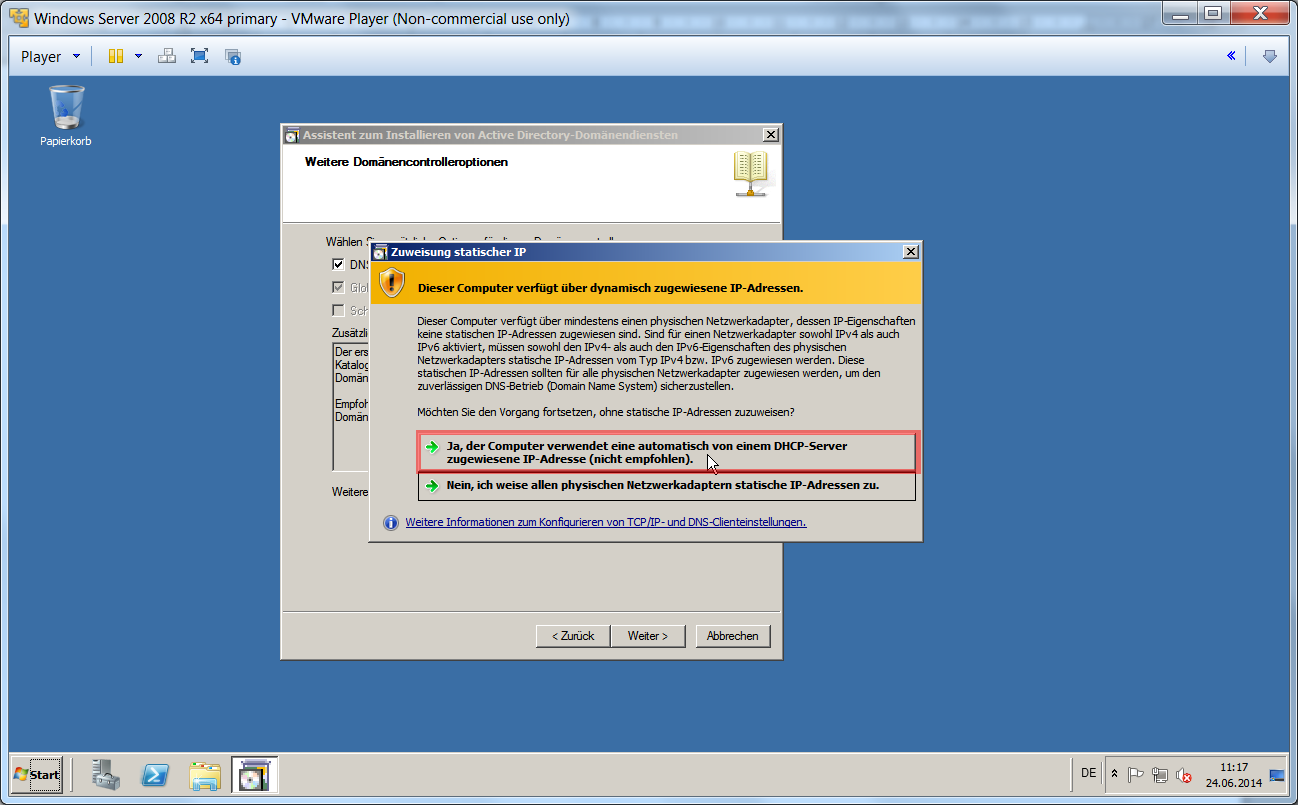 Windows Server 2008 R2 x64 primary - VMware Player (Non-commercial use only)
Player
Papierkorb
Assistent zum Installieren von Active Directory-Domänendiensten
Weitere Domänencontrolleroptionen
Wählen
DNS
Zuweisung statischer IP
Dieser Computer verfügt über dynamisch zugewiesene IP-Adressen.
Dieser Computer verfügt über mindestens einen physischen Netzwerkadapter, dessen IP-Eigenschaften
keine statischen IP-Adressen zugewiesen sind. Sind für einen Netzwerkadapter sowohl IPv4 als auch
IPv6 aktiviert, müssen sowohl den IPv4- als auch den IPv6-Eigenschaften des physischen
Netzwerkadapters statische IP-Adressen vom Typ IPv4 bzw. IPv6 zugewiesen werden. Diese
statischen IP-Adressen sollten für alle physischen Netzwerkadapter zugewiesen werden, um den
zuverlässigen DNS-Betrieb (Domain Name System) sicherzustellen.
Möchten Sie den Vorgang fortsetzen, ohne statische IP-Adressen zuzuweisen?
Ja, der Computer verwendet eine automatisch von einem DHCP-Server
zugewiesene IP-Adresse (nicht empfohlen).
Nein, ich weise allen physischen Netzwerkadaptern statische IP-Adressen zu.
Weitere Informationen zum Konfigurieren von TCP/IP- und DNS-Clienteinstellungen.
Glo
Sch
Zusätzli
Der ers
Katalog
Domän
Empfoh
Domän
Weitere
< Zurück
Weiter >
Abbrechen
Start
DE
11:17
24.06.2014